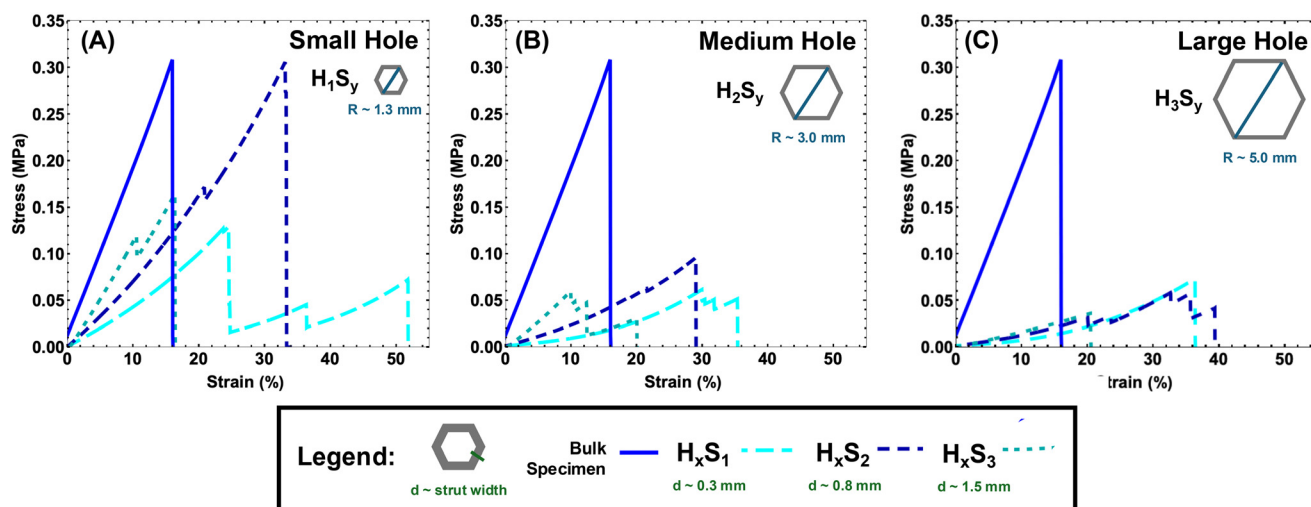 (A) Small Hole
H₁Sᵧ
R ~ 1.3 mm
0.35
0.30
0.25
0.20
0.15
0.10
0.05
0.00
Stress (MPa)
0 10 20 30 40 50
Strain (%)
(B) Medium Hole
H₂Sᵧ
R ~ 3.0 mm
0.35
0.30
0.25
0.20
0.15
0.10
0.05
0.00
Stress (MPa)
0 10 20 30 40 50
Strain (%)
(C) Large Hole
H₃Sᵧ
R ~ 5.0 mm
0.35
0.30
0.25
0.20
0.15
0.10
0.05
0.00
Stress (MPa)
0 10 20 30 40 50
train (%)
Legend:
d ~ strut width
Bulk
Specimen
HₓS₁
d ~ 0.3 mm
HₓS₂
d ~ 0.8 mm
HₓS₃
d ~ 1.5 mm